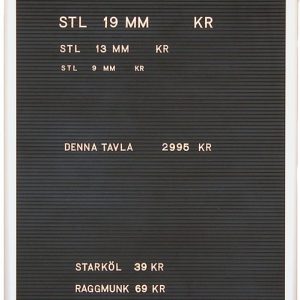 STL 19 MM KR
STL 13 MM KR
STL 9 MM KR
DENNA TAVLA 2995 KR
STARKÖL 39 KR
RAGGMUNK 69 KR